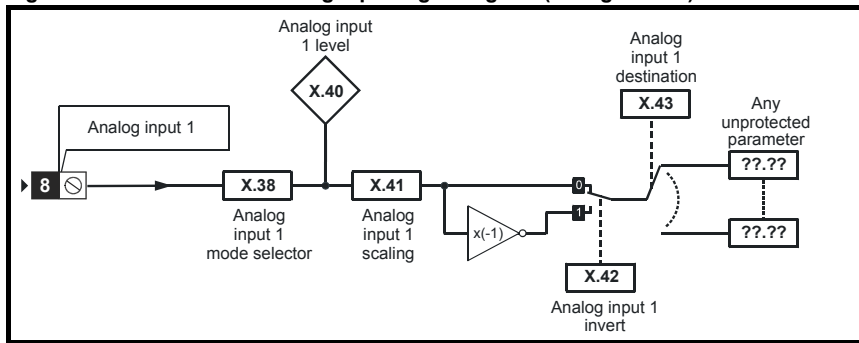 Analog input
1 level
X.40
Analog
input 1
destination
X.43
Any
unprotected
parameter
??.??
Analog input 1
8
X.38
X.41
0
1
x(-1)
??.??
Analog
input 1
mode selector
Analog
input 1
scaling
X.42
Analog input 1
invert